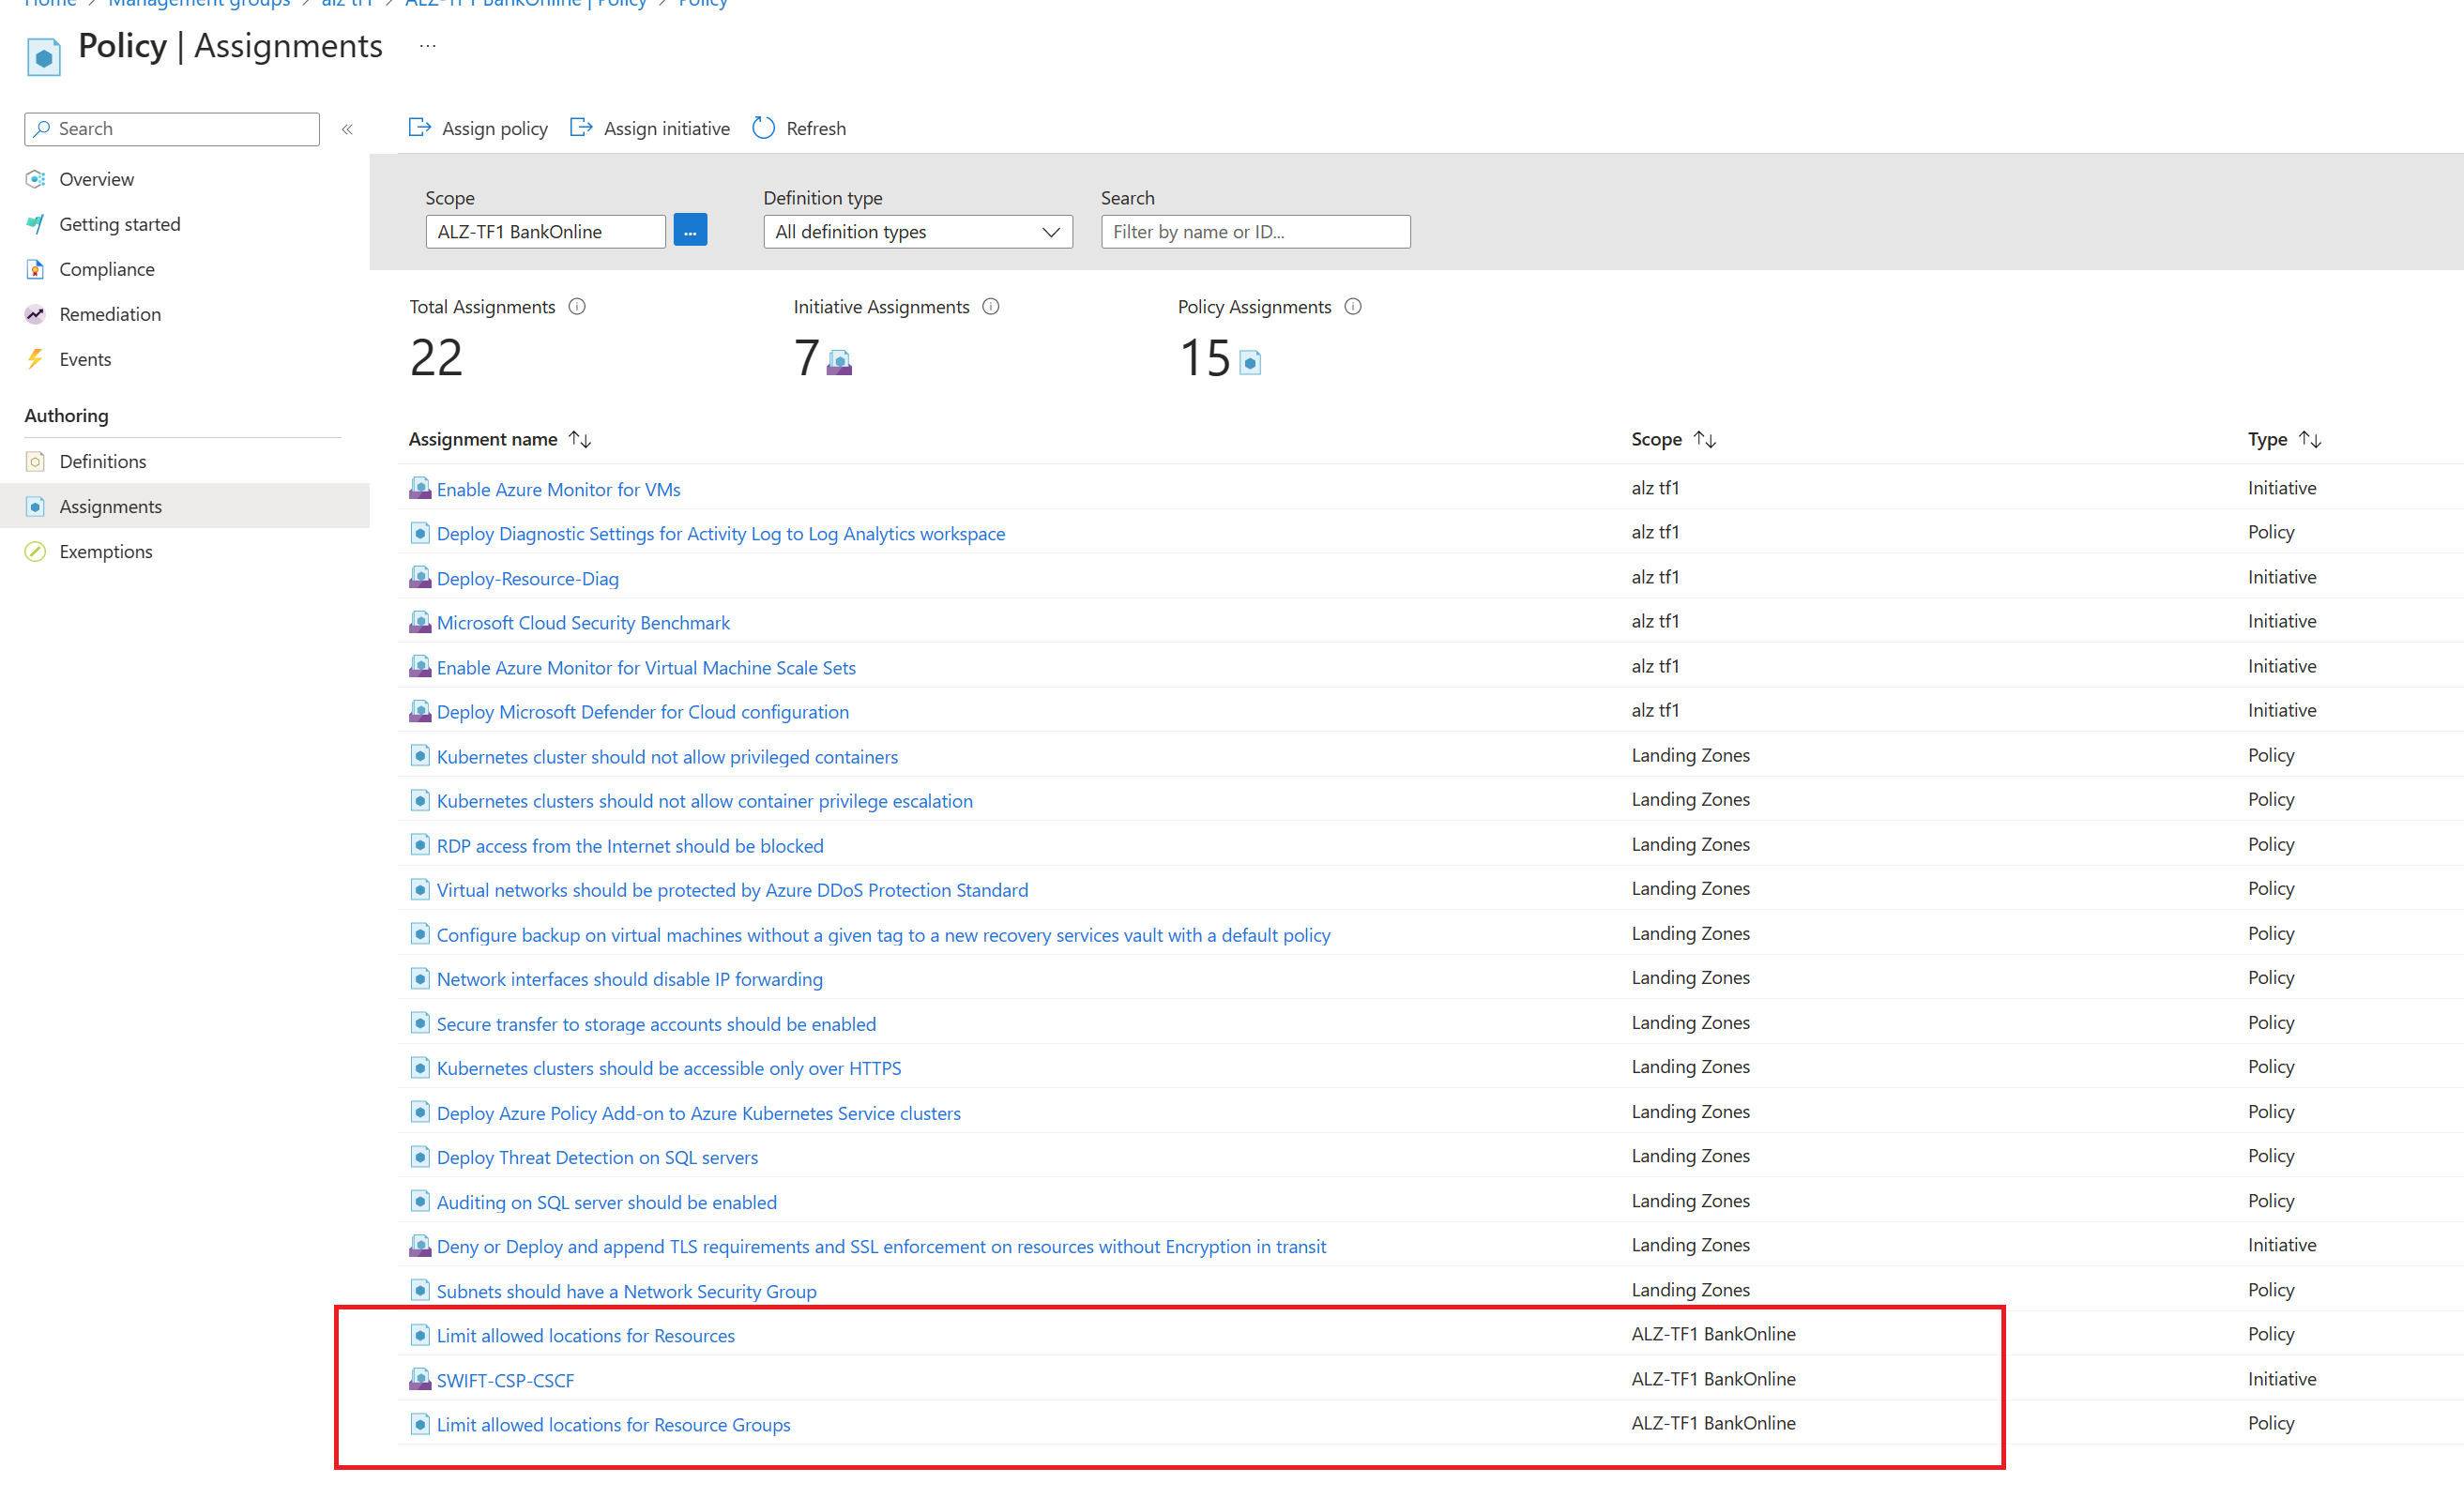 Home > Management groups > alz tf1 > ALZ-TF1 BankOnline | Policy > Policy
Policy | Assignments ...
Search «
Assign policy Assign initiative Refresh
Overview
Getting started
Compliance
Remediation
Events
Authoring
Definitions
Assignments
Exemptions
Scope Definition type Search
ALZ-TF1 BankOnline ... All definition types Filter by name or ID...
Total Assignments Initiative Assignments Policy Assignments
22 7 15
Assignment name ↑↓ Scope ↑↓ Type ↑↓
Enable Azure Monitor for VMs alz tf1 Initiative
Deploy Diagnostic Settings for Activity Log to Log Analytics workspace alz tf1 Policy
Deploy-Resource-Diag alz tf1 Initiative
Microsoft Cloud Security Benchmark alz tf1 Initiative
Enable Azure Monitor for Virtual Machine Scale Sets alz tf1 Initiative
Deploy Microsoft Defender for Cloud configuration alz tf1 Initiative
Kubernetes cluster should not allow privileged containers Landing Zones Policy
Kubernetes clusters should not allow container privilege escalation Landing Zones Policy
RDP access from the Internet should be blocked Landing Zones Policy
Virtual networks should be protected by Azure DDoS Protection Standard Landing Zones Policy
Configure backup on virtual machines without a given tag to a new recovery services vault with a default policy Landing Zones Policy
Network interfaces should disable IP forwarding Landing Zones Policy
Secure transfer to storage accounts should be enabled Landing Zones Policy
Kubernetes clusters should be accessible only over HTTPS Landing Zones Policy
Deploy Azure Policy Add-on to Azure Kubernetes Service clusters Landing Zones Policy
Deploy Threat Detection on SQL servers Landing Zones Policy
Auditing on SQL server should be enabled Landing Zones Policy
Deny or Deploy and append TLS requirements and SSL enforcement on resources without Encryption in transit Landing Zones Initiative
Subnets should have a Network Security Group Landing Zones Policy
Limit allowed locations for Resources ALZ-TF1 BankOnline Policy
SWIFT-CSP-CSCF ALZ-TF1 BankOnline Initiative
Limit allowed locations for Resource Groups ALZ-TF1 BankOnline Policy